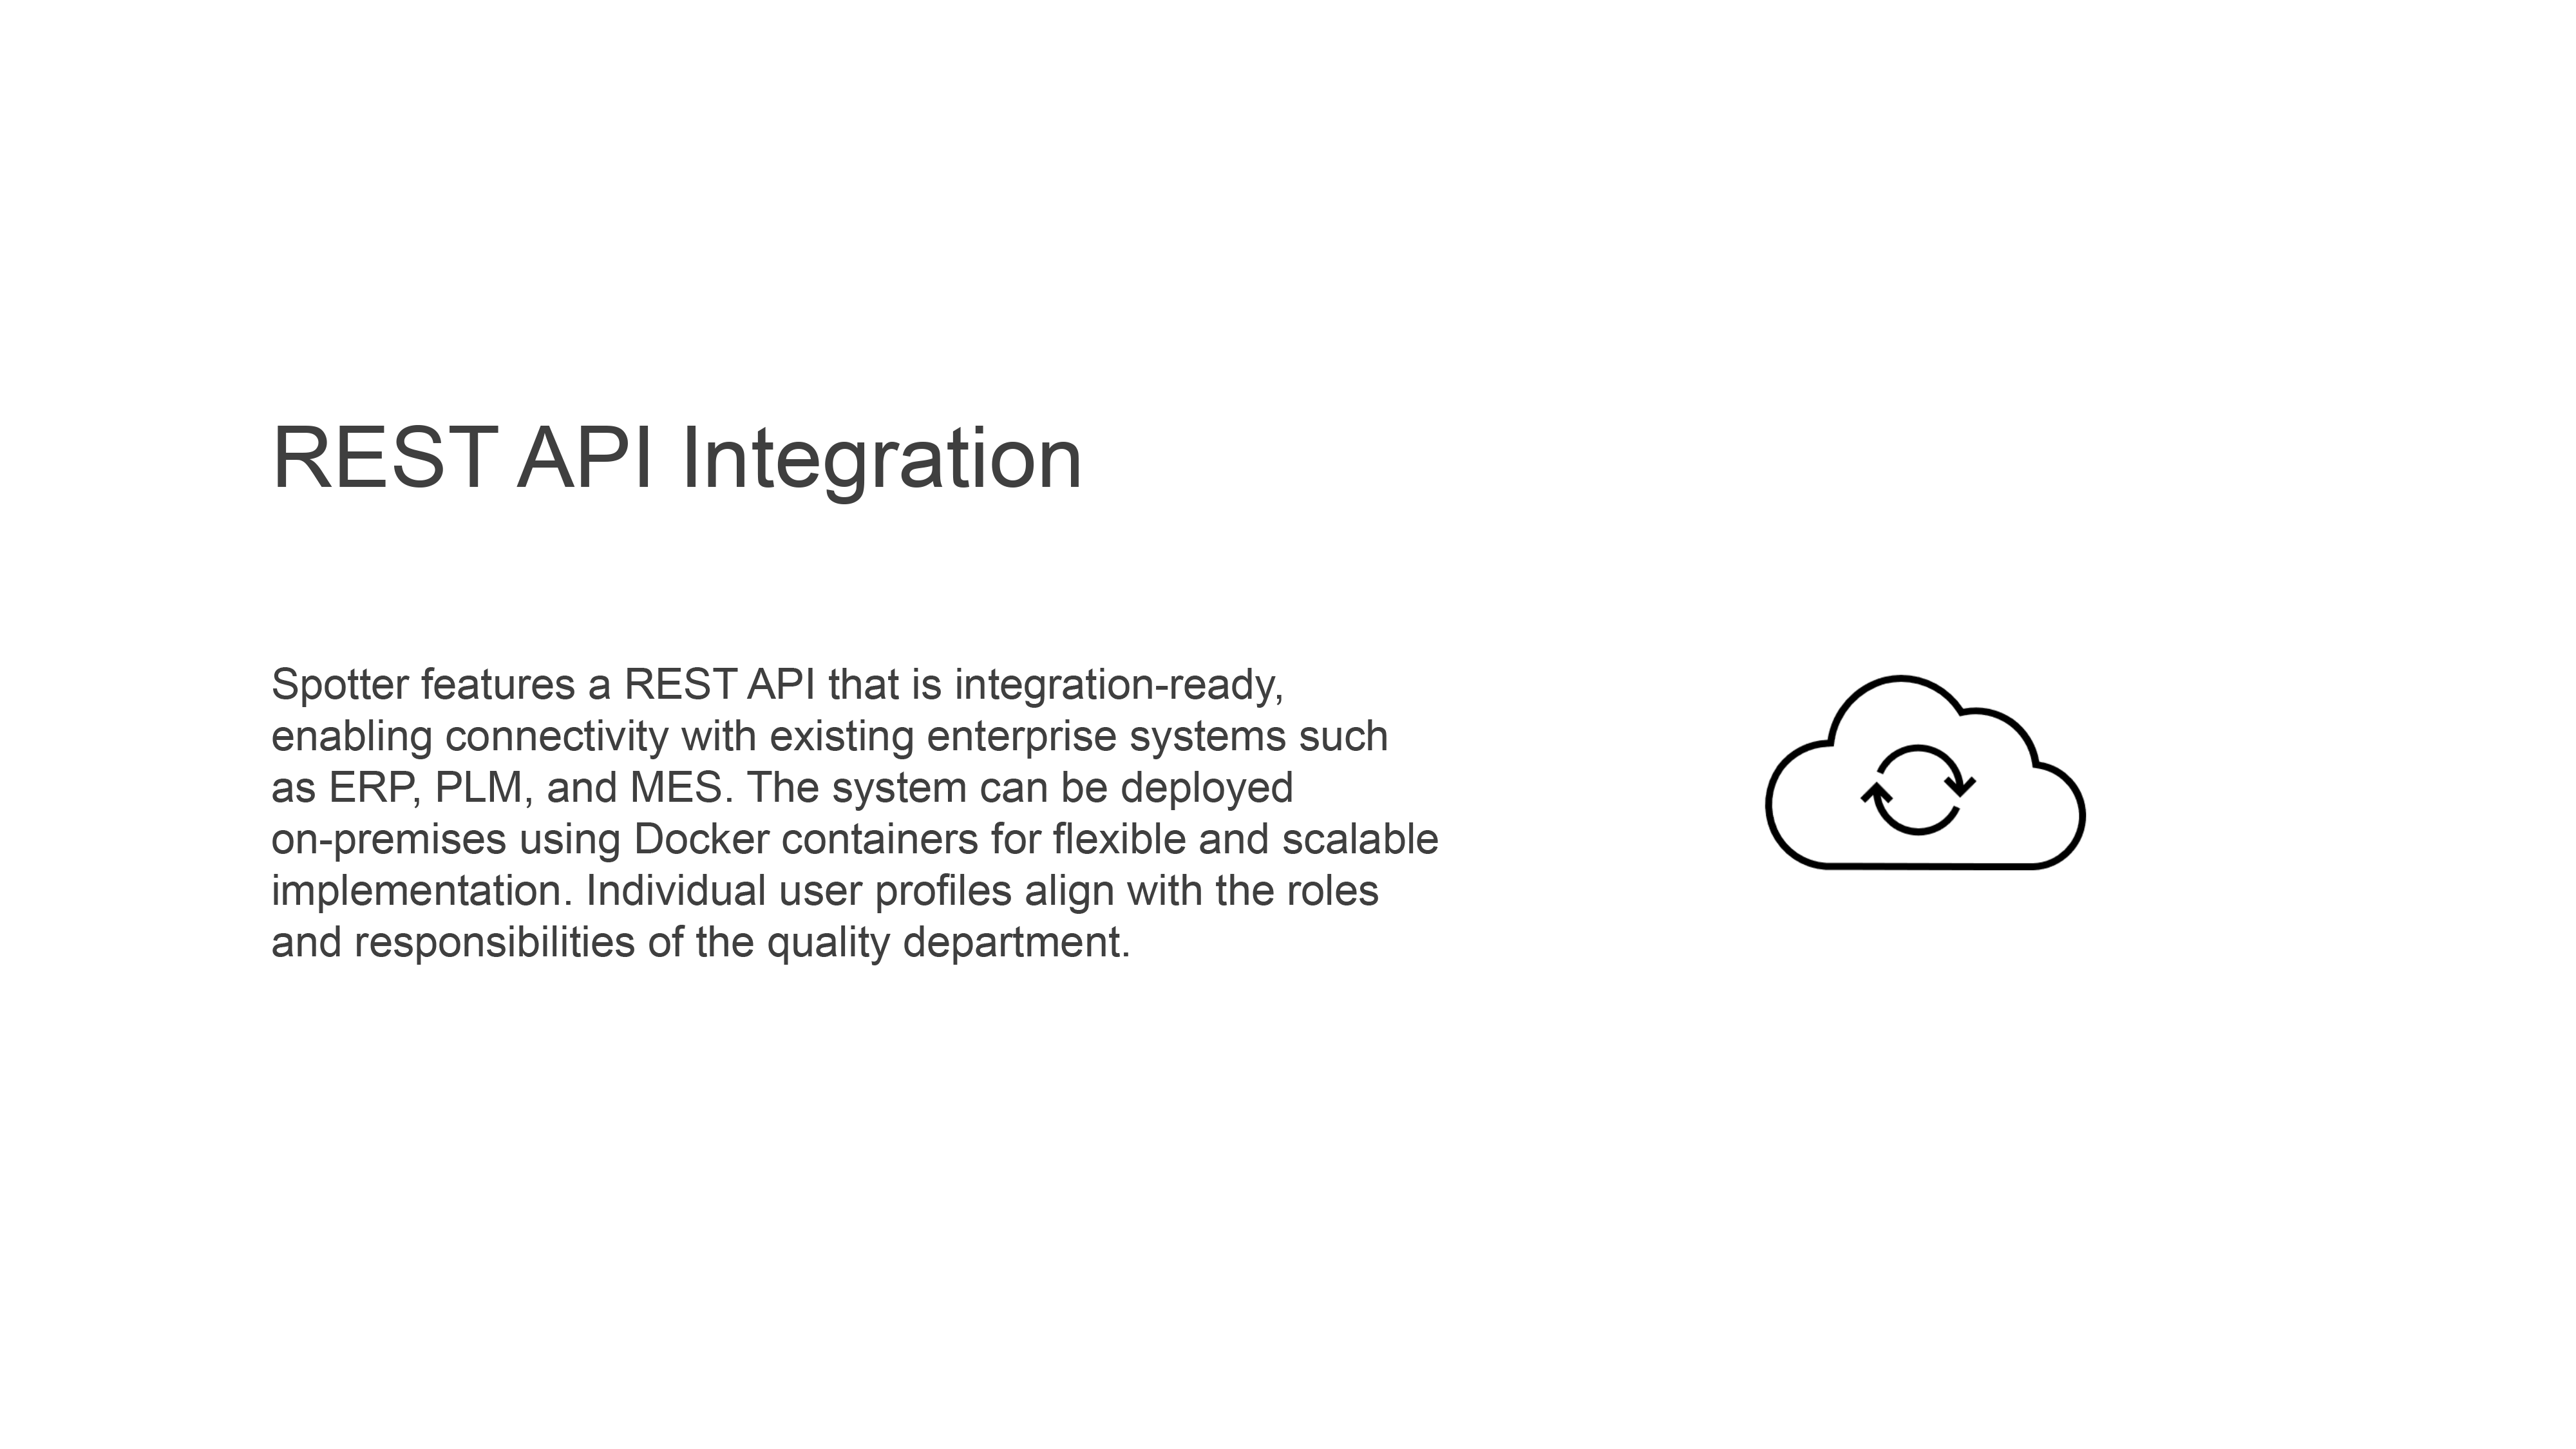 REST API Integration
Spotter features a REST API that is integration-ready,
enabling connectivity with existing enterprise systems such
as ERP, PLM, and MES. The system can be deployed
on-premises using Docker containers for flexible and scalable
implementation. Individual user profiles align with the roles
and responsibilities of the quality department.